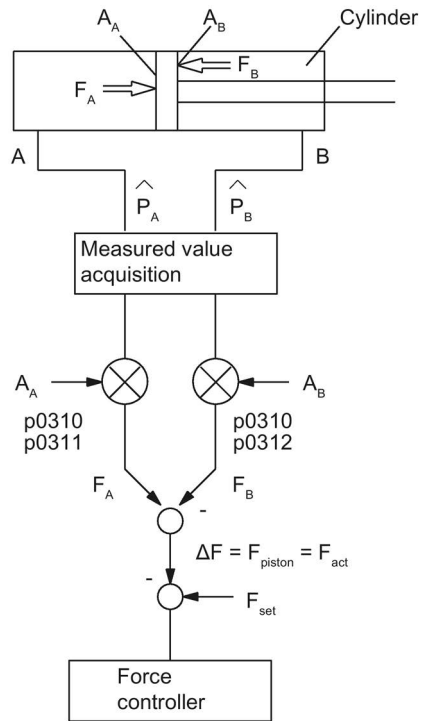 A_A A_B Cylinder
F_A F_B
A B
^P_A ^P_B
Measured value
acquisition
A_A A_B
p0310 p0310
p0311 p0312
F_A F_B
-
ΔF = F_piston = F_act
-
F_set
Force
controller